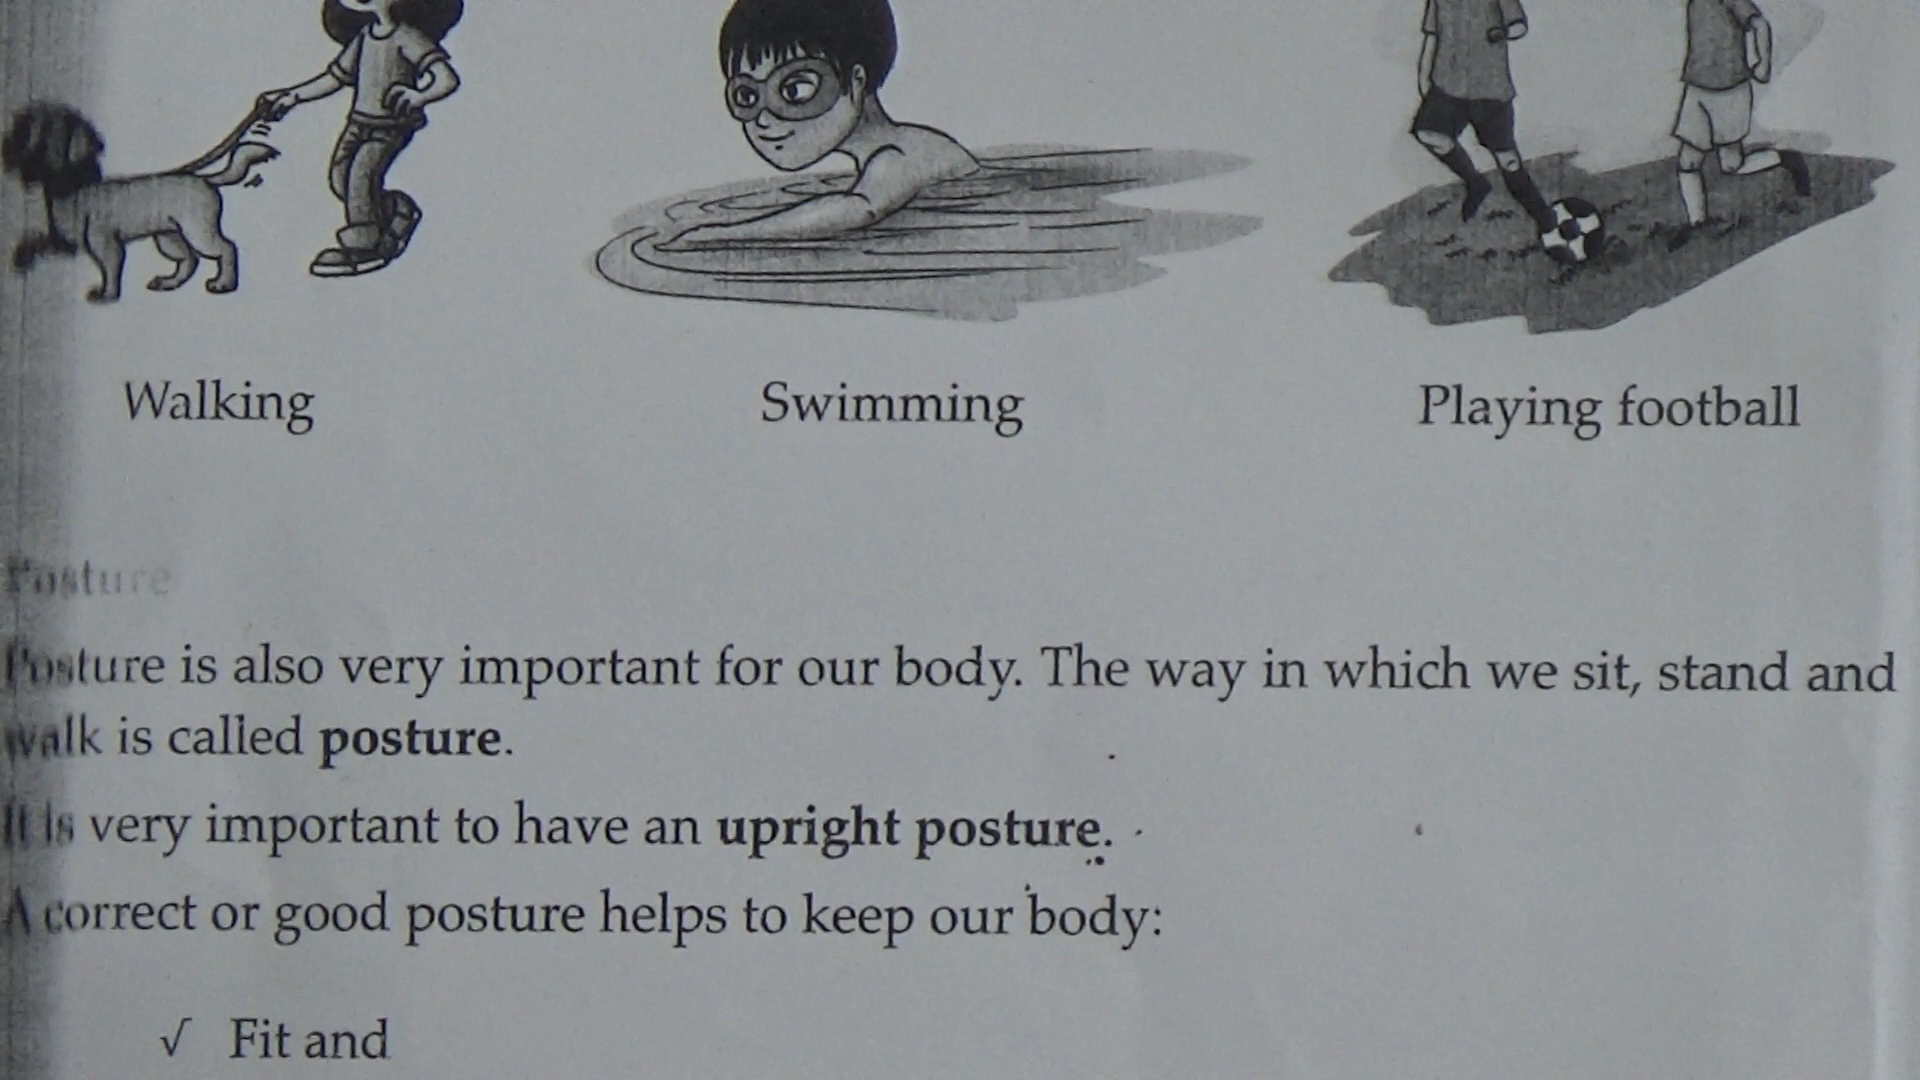 Walking Swimming Playing football
Posture
Posture is also very important for our body. The way in which we sit, stand and
walk is called posture.
It is very important to have an upright posture.
A correct or good posture helps to keep our body:
√ Fit and